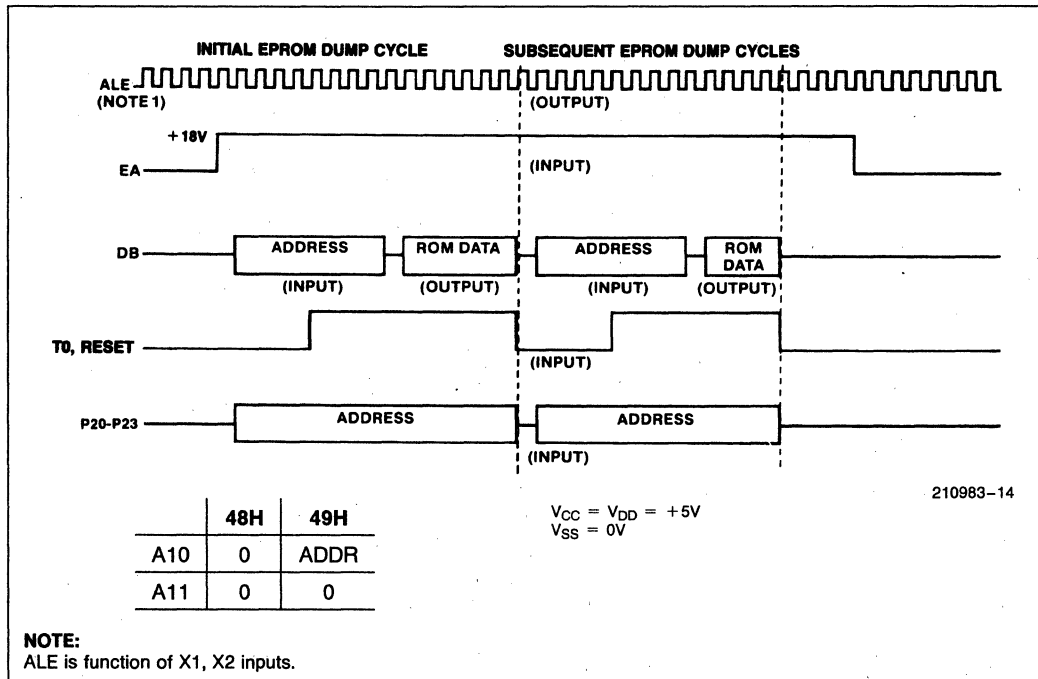 INITIAL EPROM DUMP CYCLE
SUBSEQUENT EPROM DUMP CYCLES
ALE
(NOTE 1)
(OUTPUT)
+18V
EA
(INPUT)
DB
ADDRESS
ROM DATA
ADDRESS
ROM
DATA
(INPUT)
(OUTPUT)
(INPUT)
(OUTPUT)
T0, RESET
(INPUT)
P20-P23
ADDRESS
ADDRESS
(INPUT)
210983-14
48H 49H
A10 0 ADDR
A11 0 0
VCC = VDD = +5V
VSS = 0V
NOTE:
ALE is function of X1, X2 inputs.